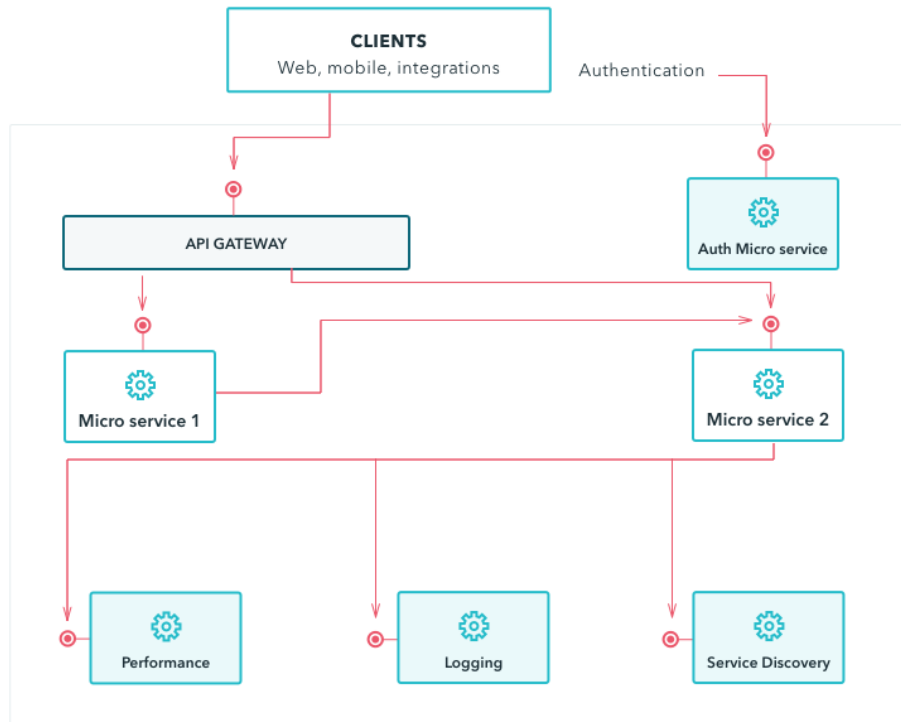 CLIENTS
Web, mobile, integrations
Authentication
API GATEWAY
Auth Micro service
Micro service 1
Micro service 2
Performance
Logging
Service Discovery